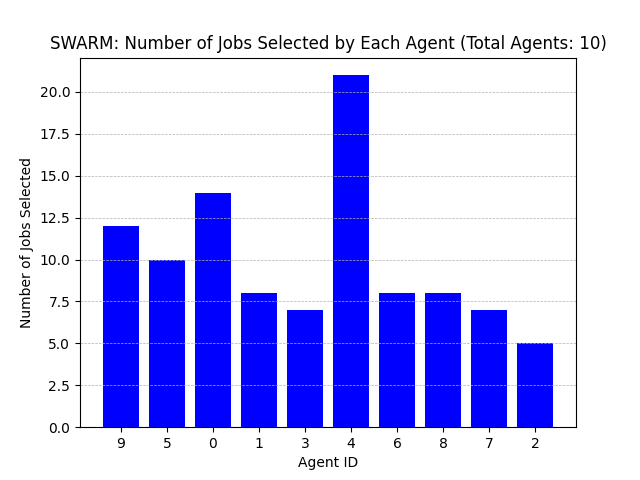 SWARM: Number of Jobs Selected by Each Agent (Total Agents: 10)
Number of Jobs Selected
20.0
17.5
15.0
12.5
10.0
7.5
5.0
2.5
0.0
9 5 0 1 3 4 6 8 7 2
Agent ID